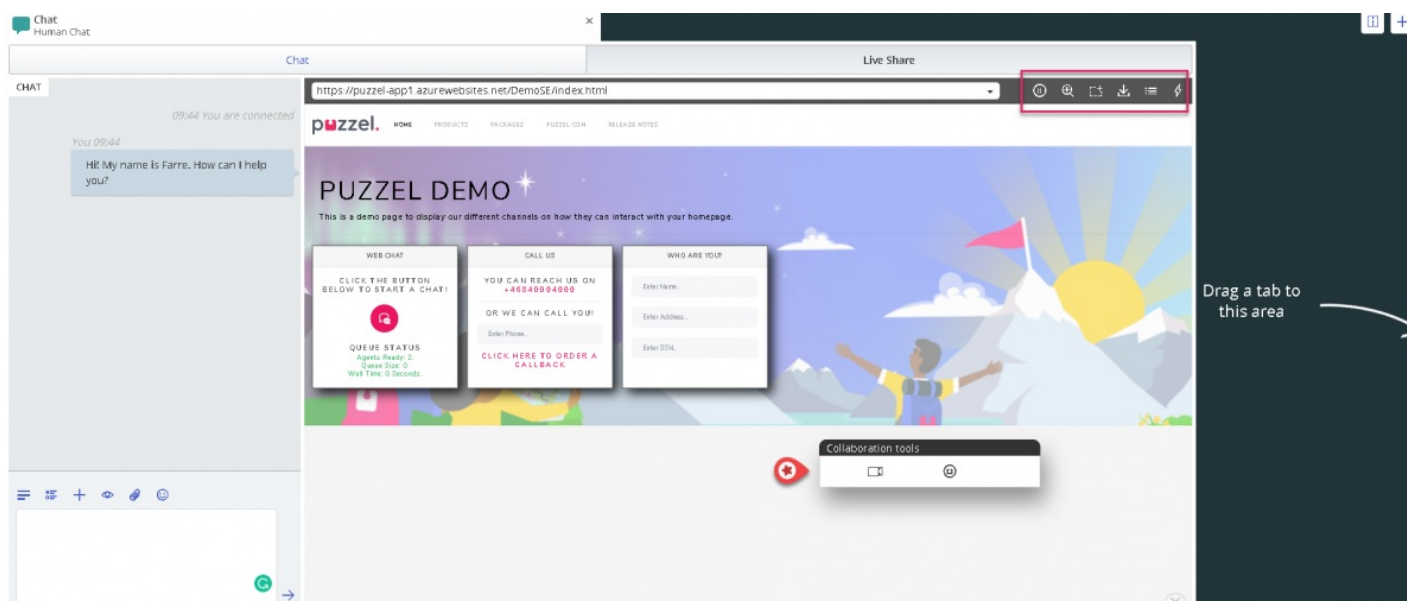 Chat
Human Chat
Chat
Live Share
CHAT
09:44 You are connected
You 09:44
Hi! My name is Farre. How can I help
you?
https://puzzel-app1.azurewebsites.net/DemoSE/index.html
puzzel.
HOME
PRODUCTS
PACKAGES
PUZZEL.COM
RELEASE NOTES
PUZZEL DEMO
This is a demo page to display our different channels on how they can interact with your homepage.
WEB CHAT
CLICK THE BUTTON
BELOW TO START A CHAT!
QUEUE STATUS
Agents Ready: 2.
Queue Size: 0.
Wait Time: 0 Seconds.
CALL US
YOU CAN REACH US ON
+46840004000
OR WE CAN CALL YOU!
Enter Phone..
CLICK HERE TO ORDER A
CALLBACK
WHO ARE YOU?
Enter Name..
Enter Address..
Enter SSN..
Collaboration tools
Drag a tab to
this area